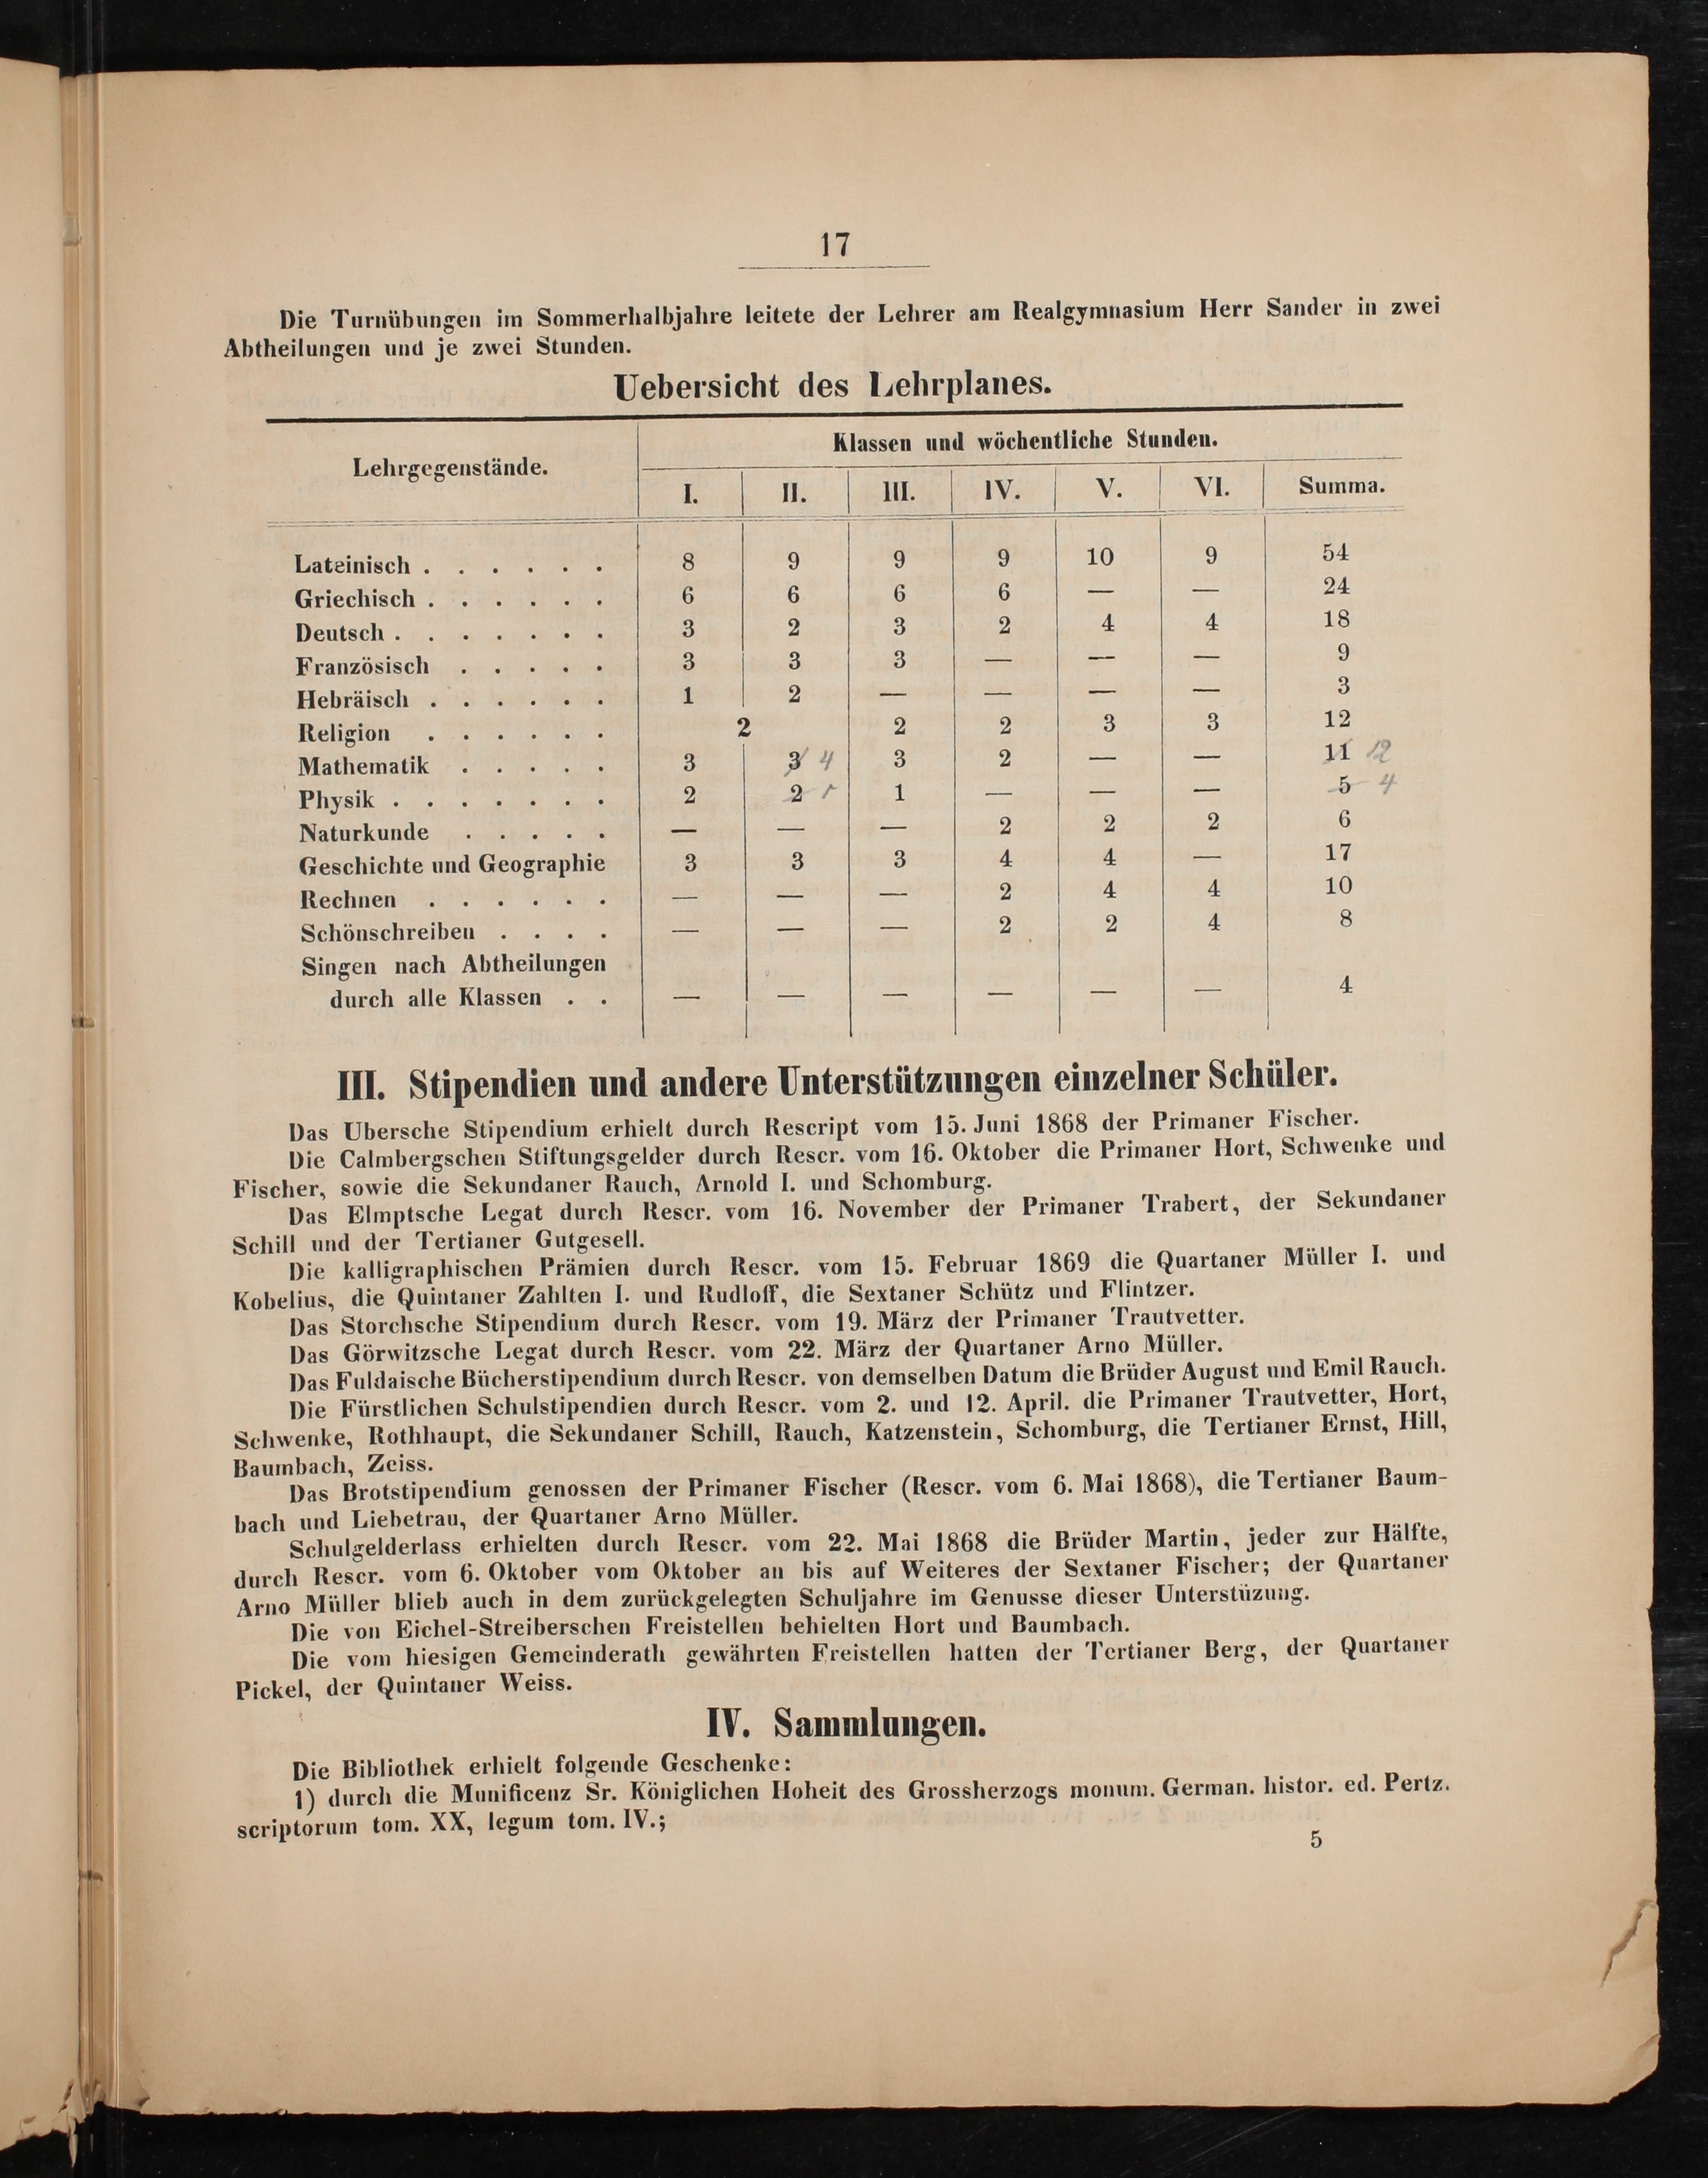 17
Die Turnübungen im Sommerhalbjahre leitete der Lehrer am Realgymnasium Herr Sander in zwei
Abtheilungen und je zwei Stunden.
Uebersicht des Lehrplanes.
Lehrgegenstände. Klassen und wöchentliche Stunden.
I. II. III. IV. V. VI. Summa.
Lateinisch . . . . . . 8 9 9 9 10 9 54
Griechisch . . . . . . 6 6 6 6 — — 24
Deutsch . . . . . . . 3 2 3 2 4 4 18
Französisch . . . . . 3 3 3 — — — 9
Hebräisch . . . . . . 1 2 — — — — 3
Religion . . . . . . 2 2 2 3 3 12
Mathematik . . . . . 3 3 4 3 2 — — 11 12
Physik . . . . . . . 2 2 1 1 — — — 5 4
Naturkunde . . . . . — — — 2 2 2 6
Geschichte und Geographie 3 3 3 4 4 — 17
Rechnen . . . . . . — — — 2 4 4 10
Schönschreiben . . . . — — — 2 2 4 8
Singen nach Abtheilungen
durch alle Klassen . . — — — — — — 4
III. Stipendien und andere Unterstützungen einzelner Schüler.
Das Ubersche Stipendium erhielt durch Rescript vom 15. Juni 1868 der Primaner Fischer.
Die Calmbergschen Stiftungsgelder durch Rescr. vom 16. Oktober die Primaner Hort, Schwenke und
Fischer, sowie die Sekundaner Rauch, Arnold I. und Schomburg.
Das Elmptsche Legat durch Rescr. vom 16. November der Primaner Trabert, der Sekundaner
Schill und der Tertianer Gutgesell.
Die kalligraphischen Prämien durch Rescr. vom 15. Februar 1869 die Quartaner Müller I. und
Kobelius, die Quintaner Zahlten I. und Rudloff, die Sextaner Schütz und Flintzer.
Das Storchsche Stipendium durch Rescr. vom 19. März der Primaner Trautvetter.
Das Görwitzsche Legat durch Rescr. vom 22. März der Quartaner Arno Müller.
Das Fuldaische Bücherstipendium durch Rescr. von demselben Datum die Brüder August und Emil Rauch.
Die Fürstlichen Schulstipendien durch Rescr. vom 2. und 12. April. die Primaner Trautvetter, Hort,
Schwenke, Rothhaupt, die Sekundaner Schill, Rauch, Katzenstein, Schomburg, die Tertianer Ernst, Hill,
Baumbach, Zeiss.
Das Brotstipendium genossen der Primaner Fischer (Rescr. vom 6. Mai 1868), die Tertianer Baum-
bach und Liebetrau, der Quartaner Arno Müller.
Schulgelderlass erhielten durch Rescr. vom 22. Mai 1868 die Brüder Martin, jeder zur Hälfte,
durch Rescr. vom 6. Oktober vom Oktober an bis auf Weiteres der Sextaner Fischer; der Quartaner
Arno Müller blieb auch in dem zurückgelegten Schuljahre im Genusse dieser Unterstüzung.
Die von Eichel-Streiberschen Freistellen behielten Hort und Baumbach.
Die vom hiesigen Gemeinderath gewährten Freistellen hatten der Tertianer Berg, der Quartaner
Pickel, der Quintaner Weiss.
IV. Sammlungen.
Die Bibliothek erhielt folgende Geschenke:
1) durch die Munificenz Sr. Königlichen Hoheit des Grossherzogs monum. German. histor. ed. Pertz.
scriptorum tom. XX, legum tom. IV.;
5